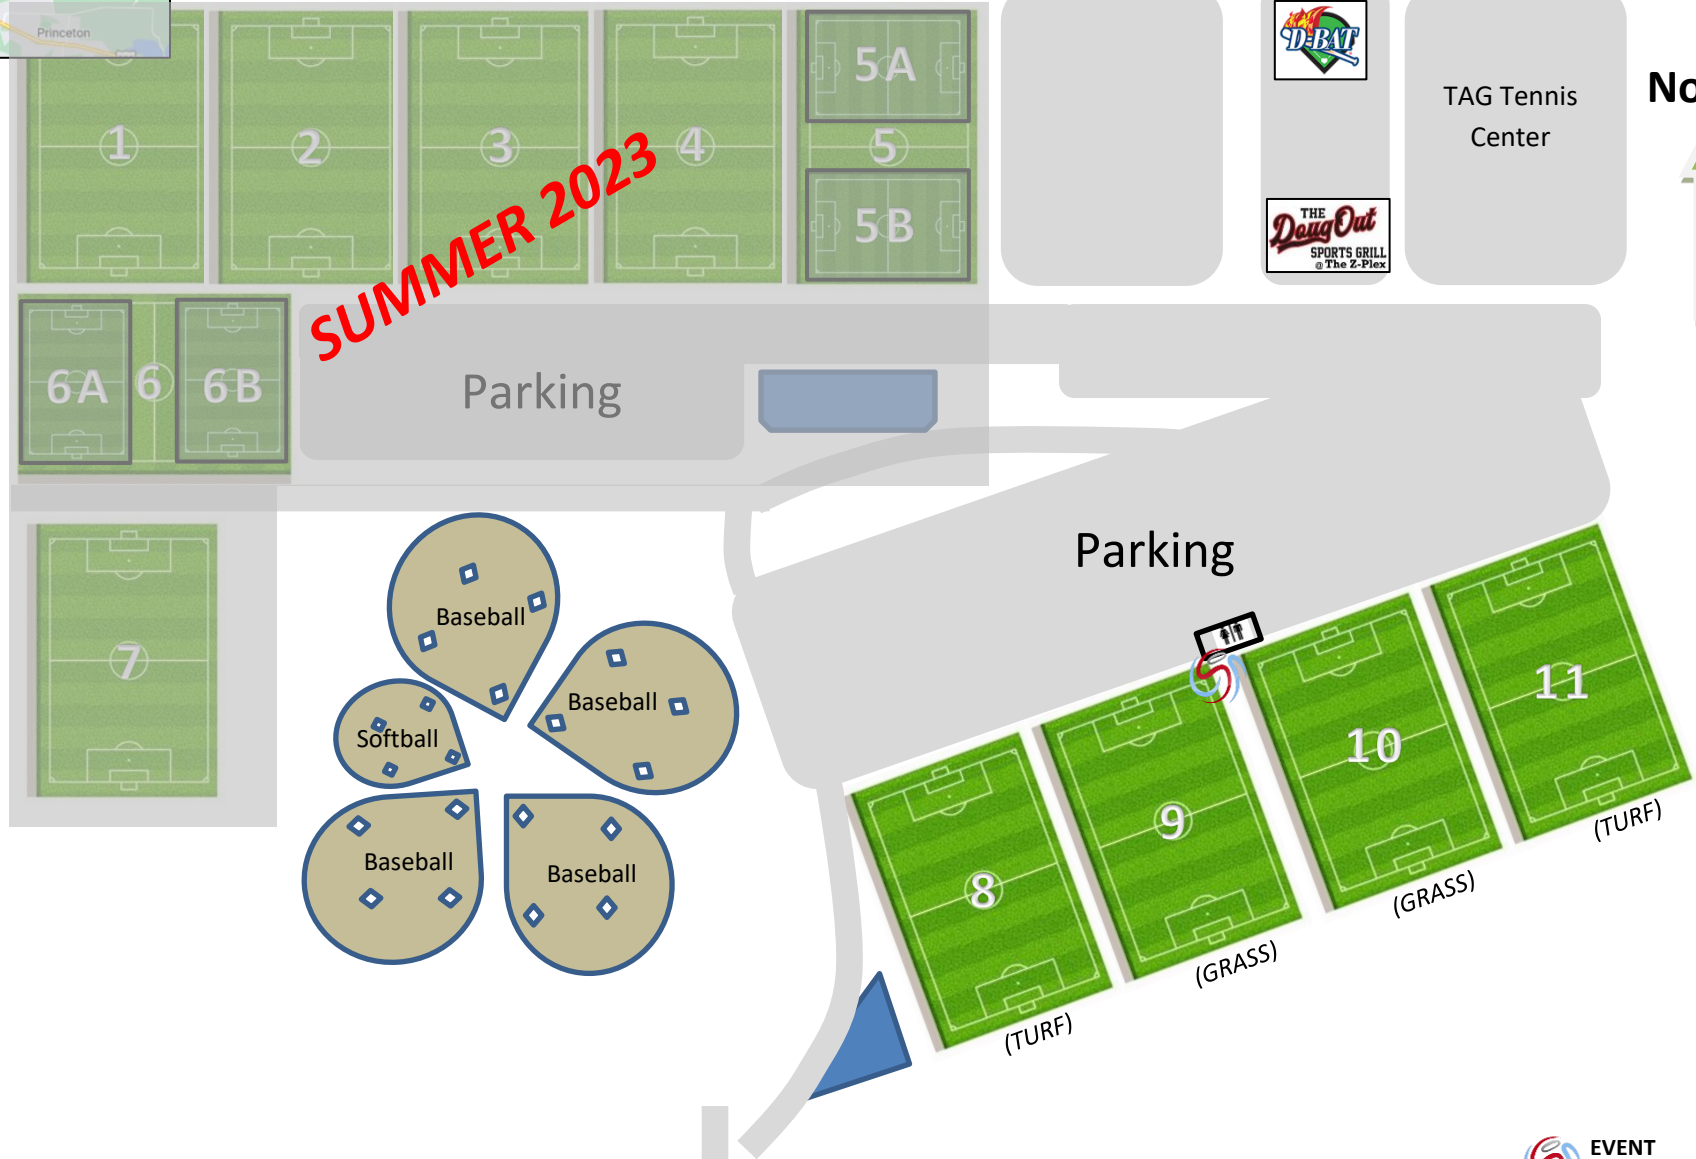 Princeton
1
2
3
4
5A
5
5B
SUMMER 2023
D-BAT
TAG Tennis
Center
No
THE
DougOut
SPORTS GRILL
@ The Z-Plex
6A
6
6B
Parking
Parking
7
Baseball
Baseball
Softball
Baseball
Baseball
8
9
10
11
(TURF)
(GRASS)
(GRASS)
(TURF)
EVENT